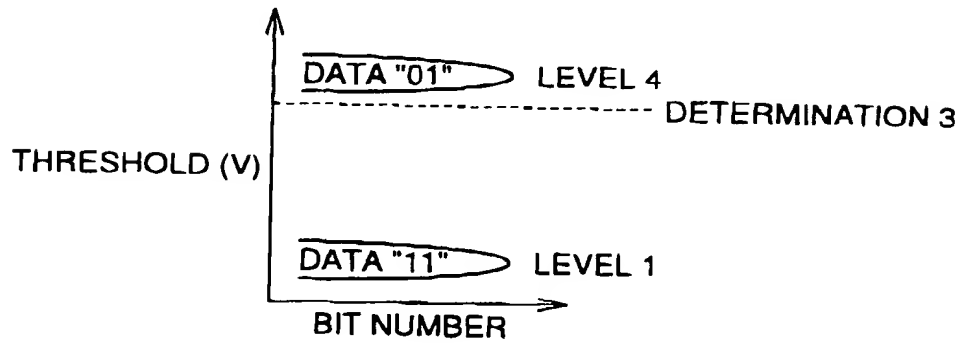 DATA "01" LEVEL 4
DETERMINATION 3
THRESHOLD (V)
DATA "11" LEVEL 1
BIT NUMBER